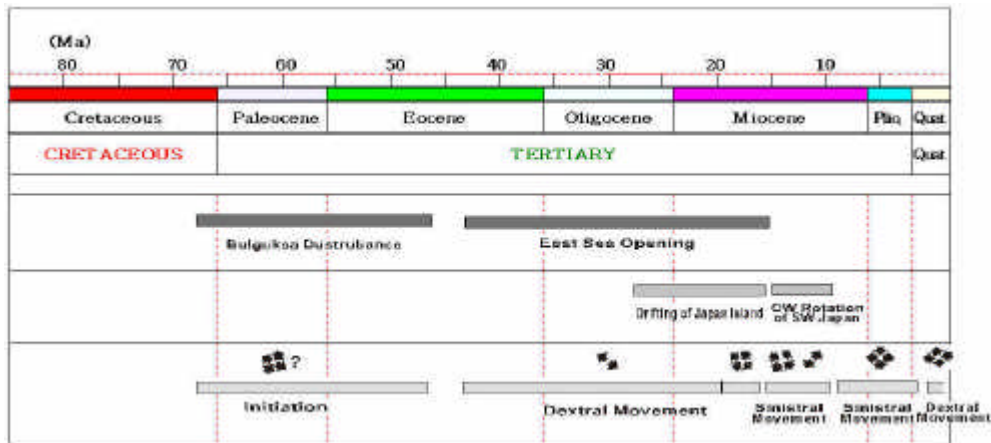 (Ma)
80 70 60 50 40 30 20 10
Cretaceous Paleocene Eocene Oligocene Miocene Plio. Quat
CRETACEOUS TERTIARY Quat
Bulguksa Dustrubance East Sea Opening
Drifting of Japan Island CW Rotation
of SW Japan
?
Initiation Dextral Movement Sinistral
Movement Sinistral
Movement Dextral
Movement